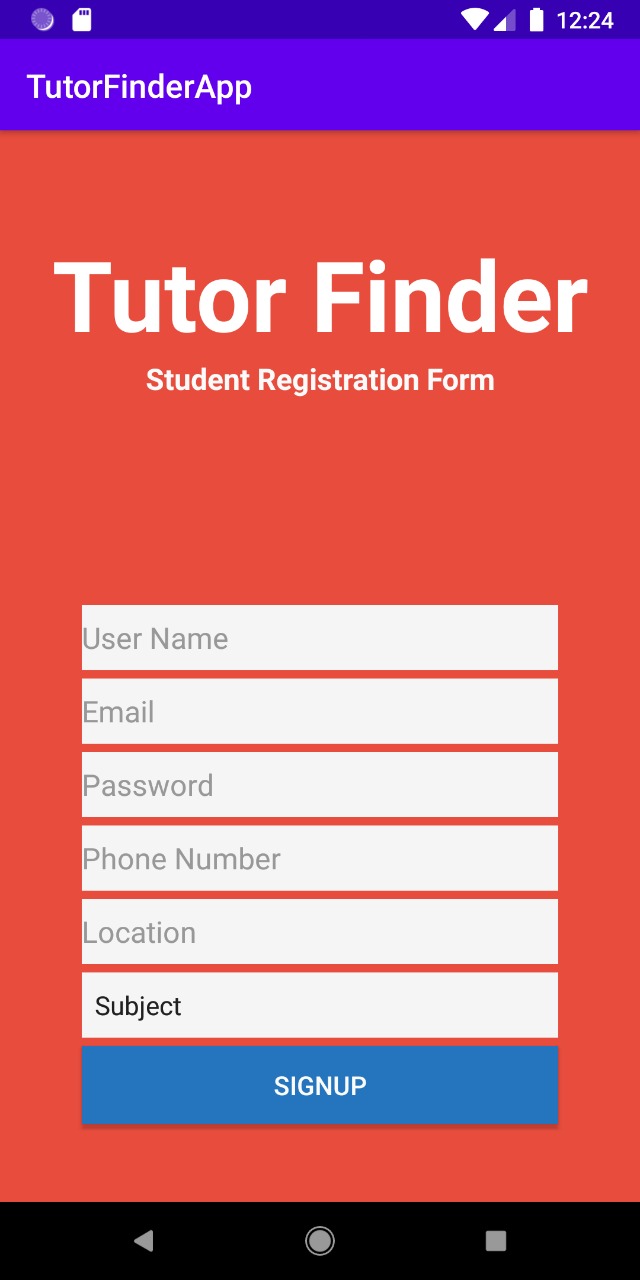 12:24
TutorFinderApp
Tutor Finder
Student Registration Form
User Name
Email
Password
Phone Number
Location
Subject
SIGNUP